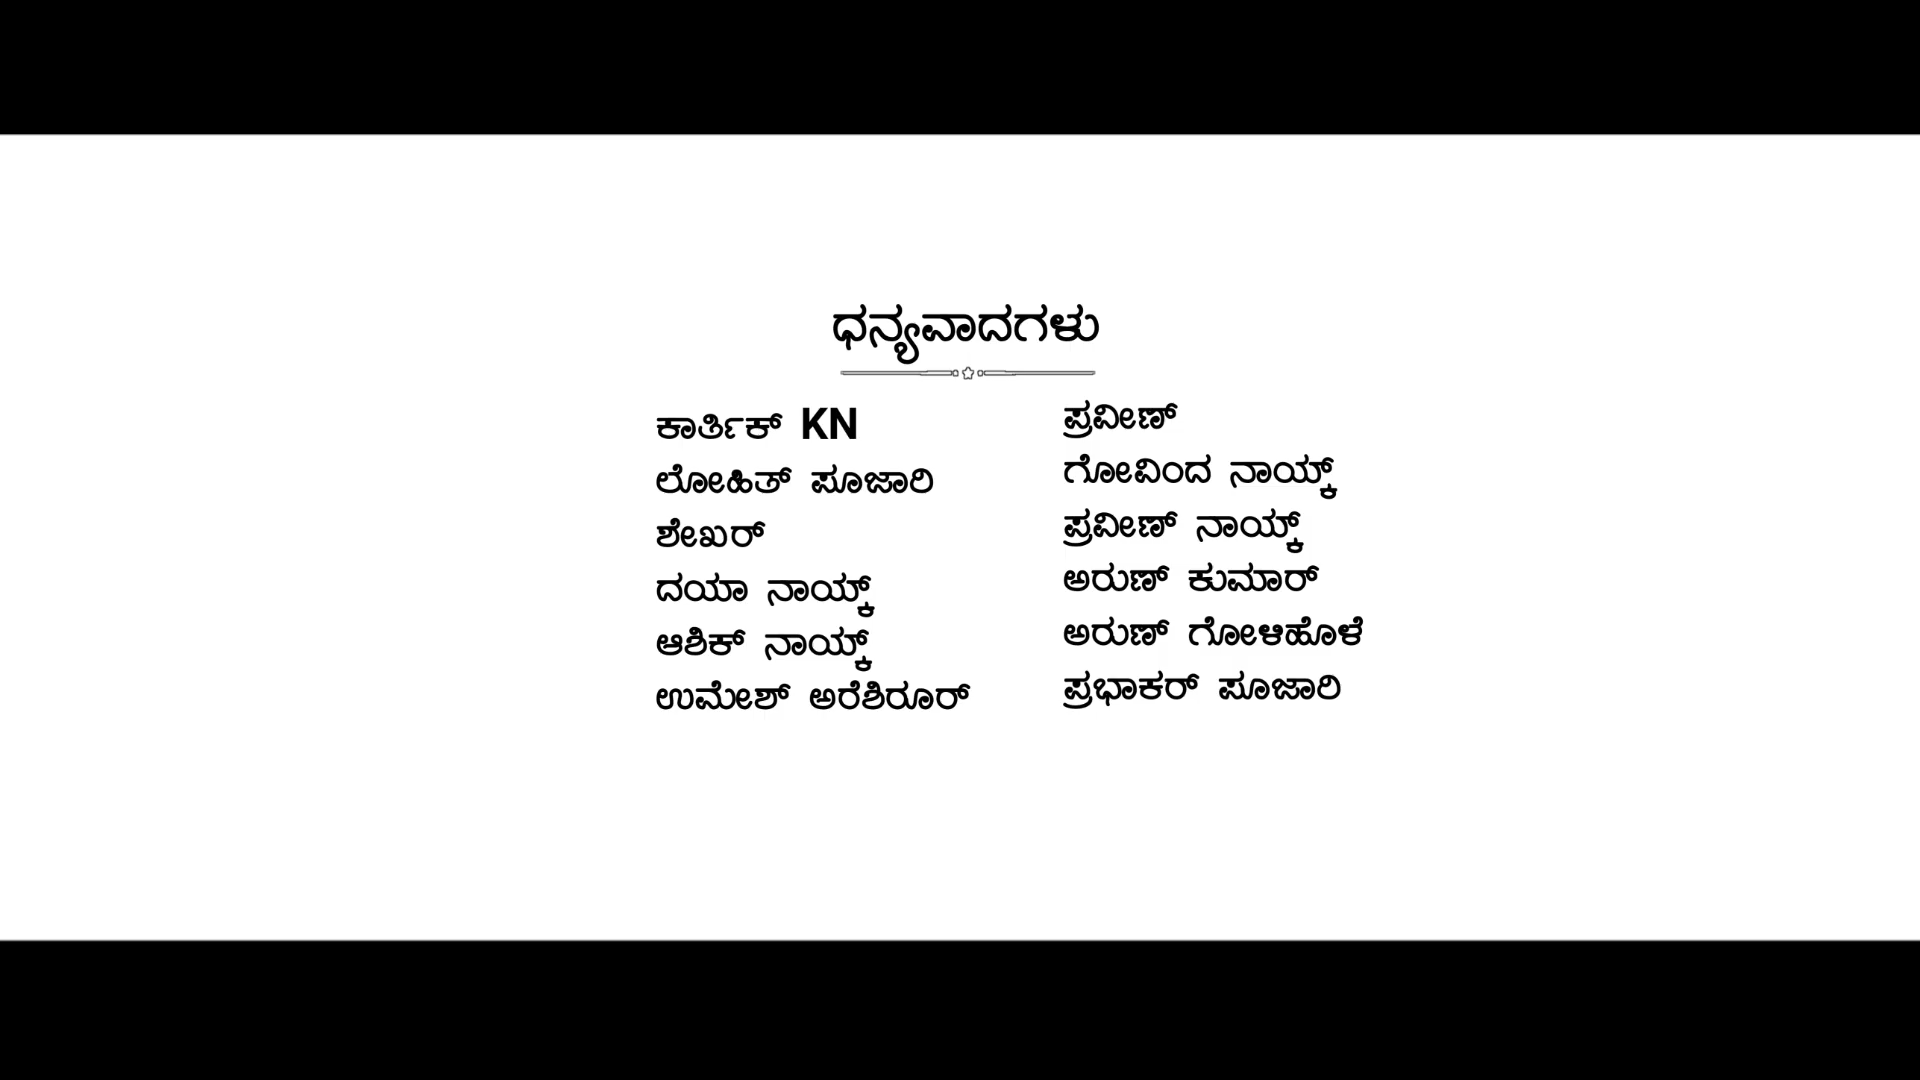 ಧನ್ಯವಾದಗಳು
ಕಾರ್ತಿಕ್ KN
ಲೋಹಿತ್ ಪೂಜಾರಿ
ಶೇಖರ್
ದಯಾ ನಾಯ್ಕ್
ಆಶಿಕ್ ನಾಯ್ಕ್
ಉಮೇಶ್ ಅರೆಶಿರೂರ್
ಪ್ರವೀಣ್
ಗೋವಿಂದ ನಾಯ್ಕ್
ಪ್ರವೀಣ್ ನಾಯ್ಕ್
ಅರುಣ್ ಕುಮಾರ್
ಅರುಣ್ ಗೋಳಿಹೊಳೆ
ಪ್ರಭಾಕರ್ ಪೂಜಾರಿ